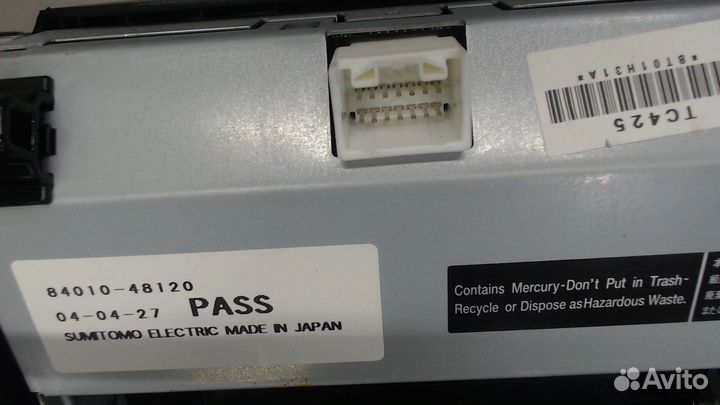 *BT01H31A*
TC425
84010-48120
04-04-27 PASS
SUMITOMO ELECTRIC MADE IN JAPAN
Contains Mercury-Don't Put in Trash-
Recycle or Dispose as Hazardous Waste.
Avito